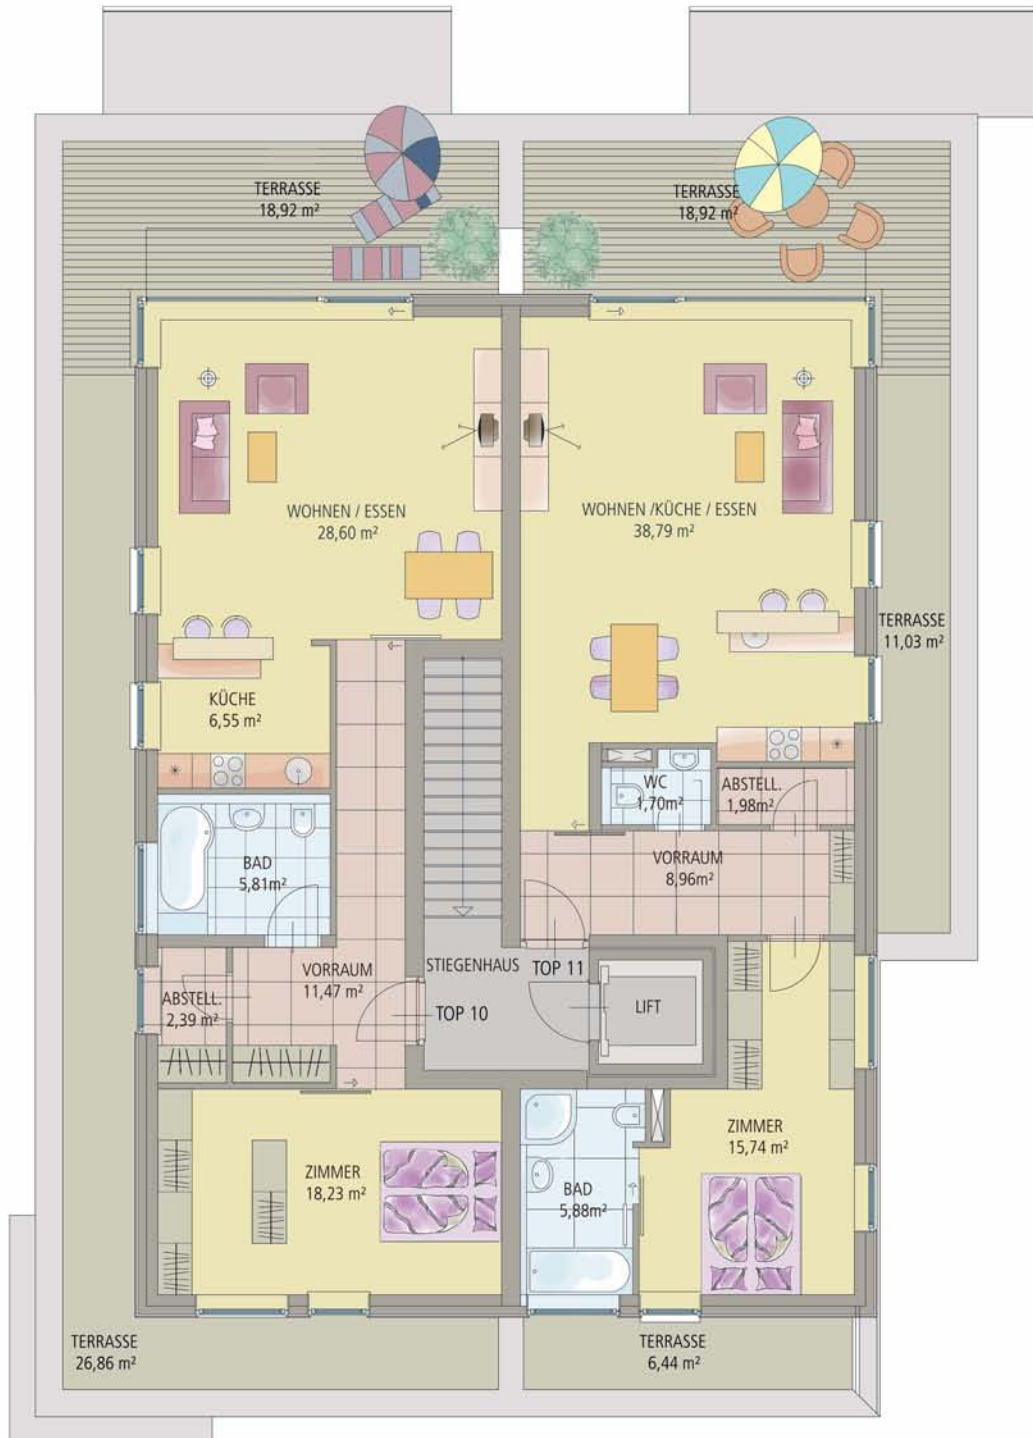 TERRASSE
18,92 m²
TERRASSE
18,92 m²
WOHNEN / ESSEN
28,60 m²
WOHNEN /KÜCHE / ESSEN
38,79 m²
TERRASSE
11,03 m²
KÜCHE
6,55 m²
WC
1,70m²
ABSTELL.
1,98m²
BAD
5,81m²
VORRAUM
8,96m²
VORRAUM
11,47 m²
STIEGENHAUS
TOP 11
ABSTELL.
2,39 m²
TOP 10
LIFT
ZIMMER
15,74 m²
ZIMMER
18,23 m²
BAD
5,88m²
TERRASSE
26,86 m²
TERRASSE
6,44 m²